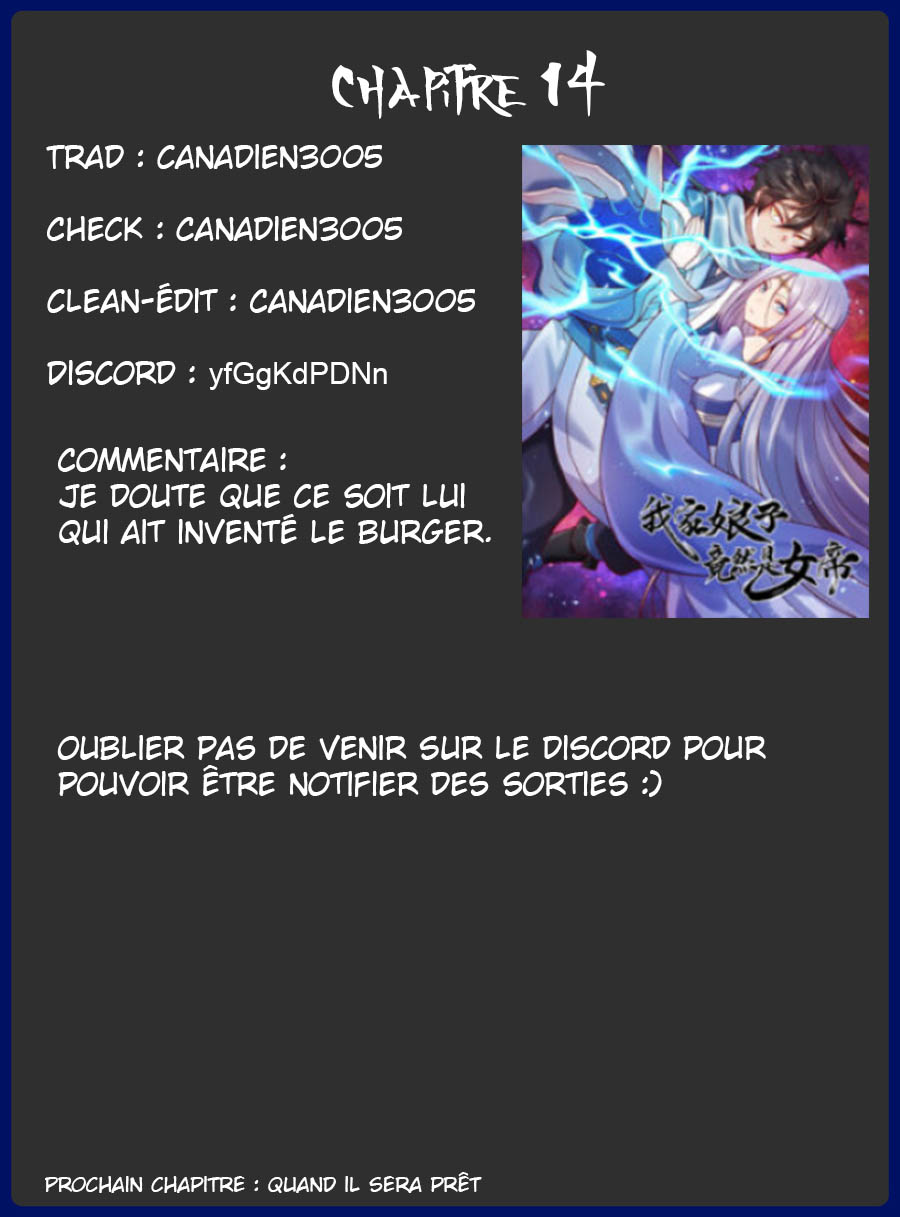 CHAPITRE 14
TRAD : CANADIEN3005
CHECK : CANADIEN3005
CLEAN-ÉDIT : CANADIEN3005
DISCORD : yfGgKdPDNn
COMMENTAIRE :
JE DOUTE QUE CE SOIT LUI
QUI AIT INVENTÉ LE BURGER.
我家娘子
竟然是女帝
OUBLIER PAS DE VENIR SUR LE DISCORD POUR
POUVOIR ÊTRE NOTIFIER DES SORTIES :)
PROCHAIN CHAPITRE : QUAND IL SERA PRÊT